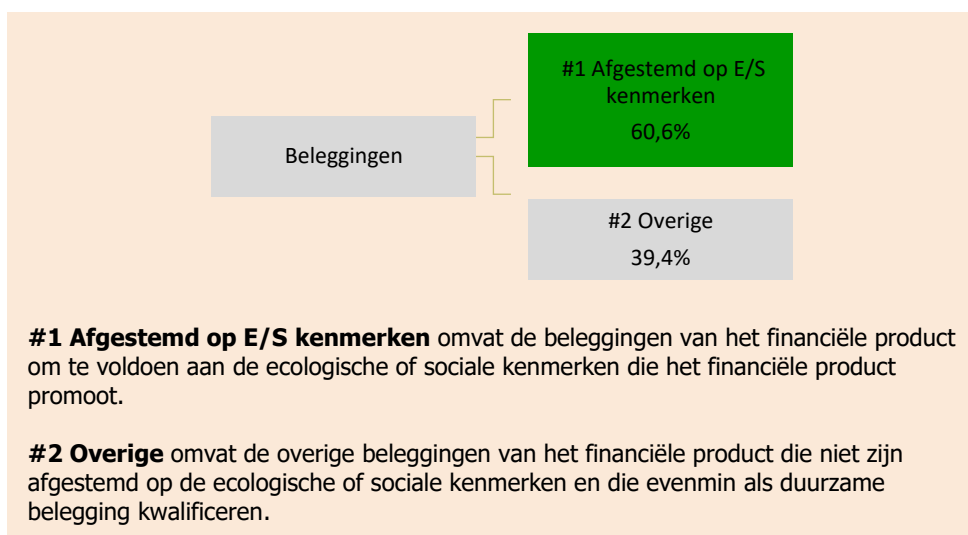 #1 Afgestemd op E/S
kenmerken
60,6%
Beleggingen
#2 Overige
39,4%
#1 Afgestemd op E/S kenmerken omvat de beleggingen van het financiële product
om te voldoen aan de ecologische of sociale kenmerken die het financiële product
promoot.
#2 Overige omvat de overige beleggingen van het financiële product die niet zijn
afgestemd op de ecologische of sociale kenmerken en die evenmin als duurzame
belegging kwalificeren.